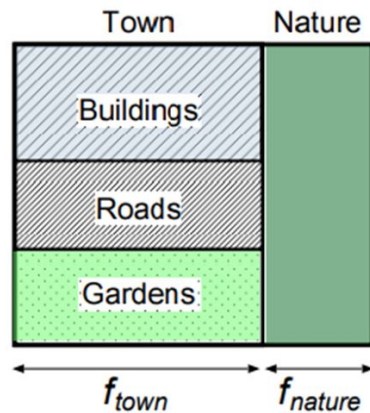 Town Nature
Buildings
Roads
Gardens
f_town f_nature